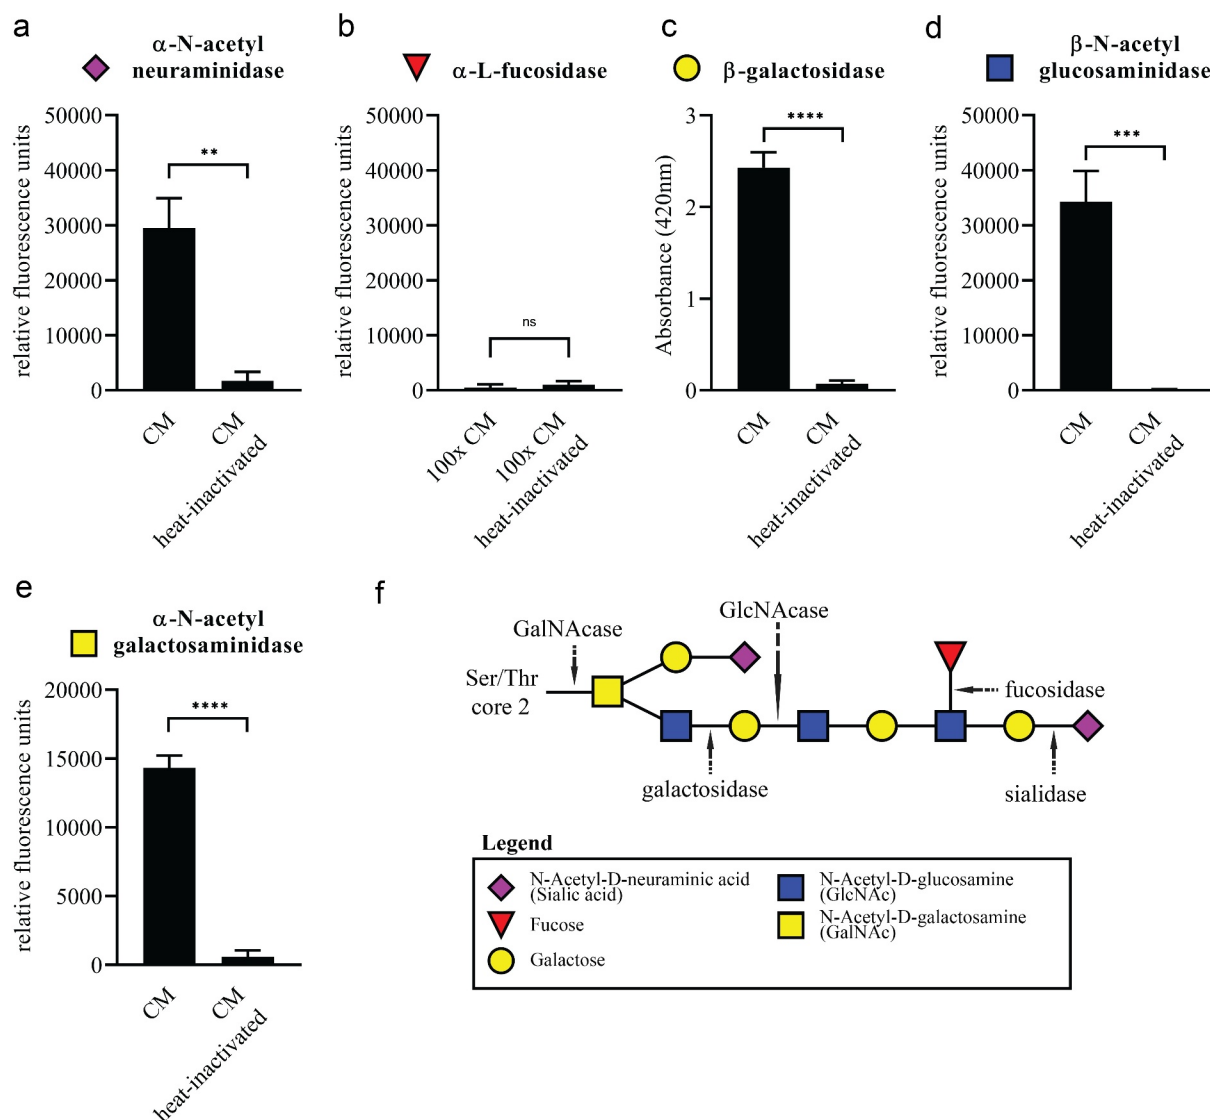 a
α-N-acetyl
neuraminidase
relative fluorescence units
50000
40000
30000
20000
10000
0
**
CM
CM
heat-inactivated
b
α-L-fucosidase
relative fluorescence units
50000
40000
30000
20000
10000
0
ns
100x CM
100x CM
heat-inactivated
c
β-galactosidase
Absorbance (420nm)
3
2
1
0
****
CM
CM
heat-inactivated
d
β-N-acetyl
glucosaminidase
relative fluorescence units
50000
40000
30000
20000
10000
0
***
CM
CM
heat-inactivated
e
α-N-acetyl
galactosaminidase
relative fluorescence units
20000
15000
10000
5000
0
****
CM
CM
heat-inactivated
f
GlcNAcase
GalNAcase
Ser/Thr
core 2
fucosidase
galactosidase
sialidase
Legend
N-Acetyl-D-neuraminic acid
(Sialic acid)
Fucose
Galactose
N-Acetyl-D-glucosamine
(GlcNAc)
N-Acetyl-D-galactosamine
(GalNAc)